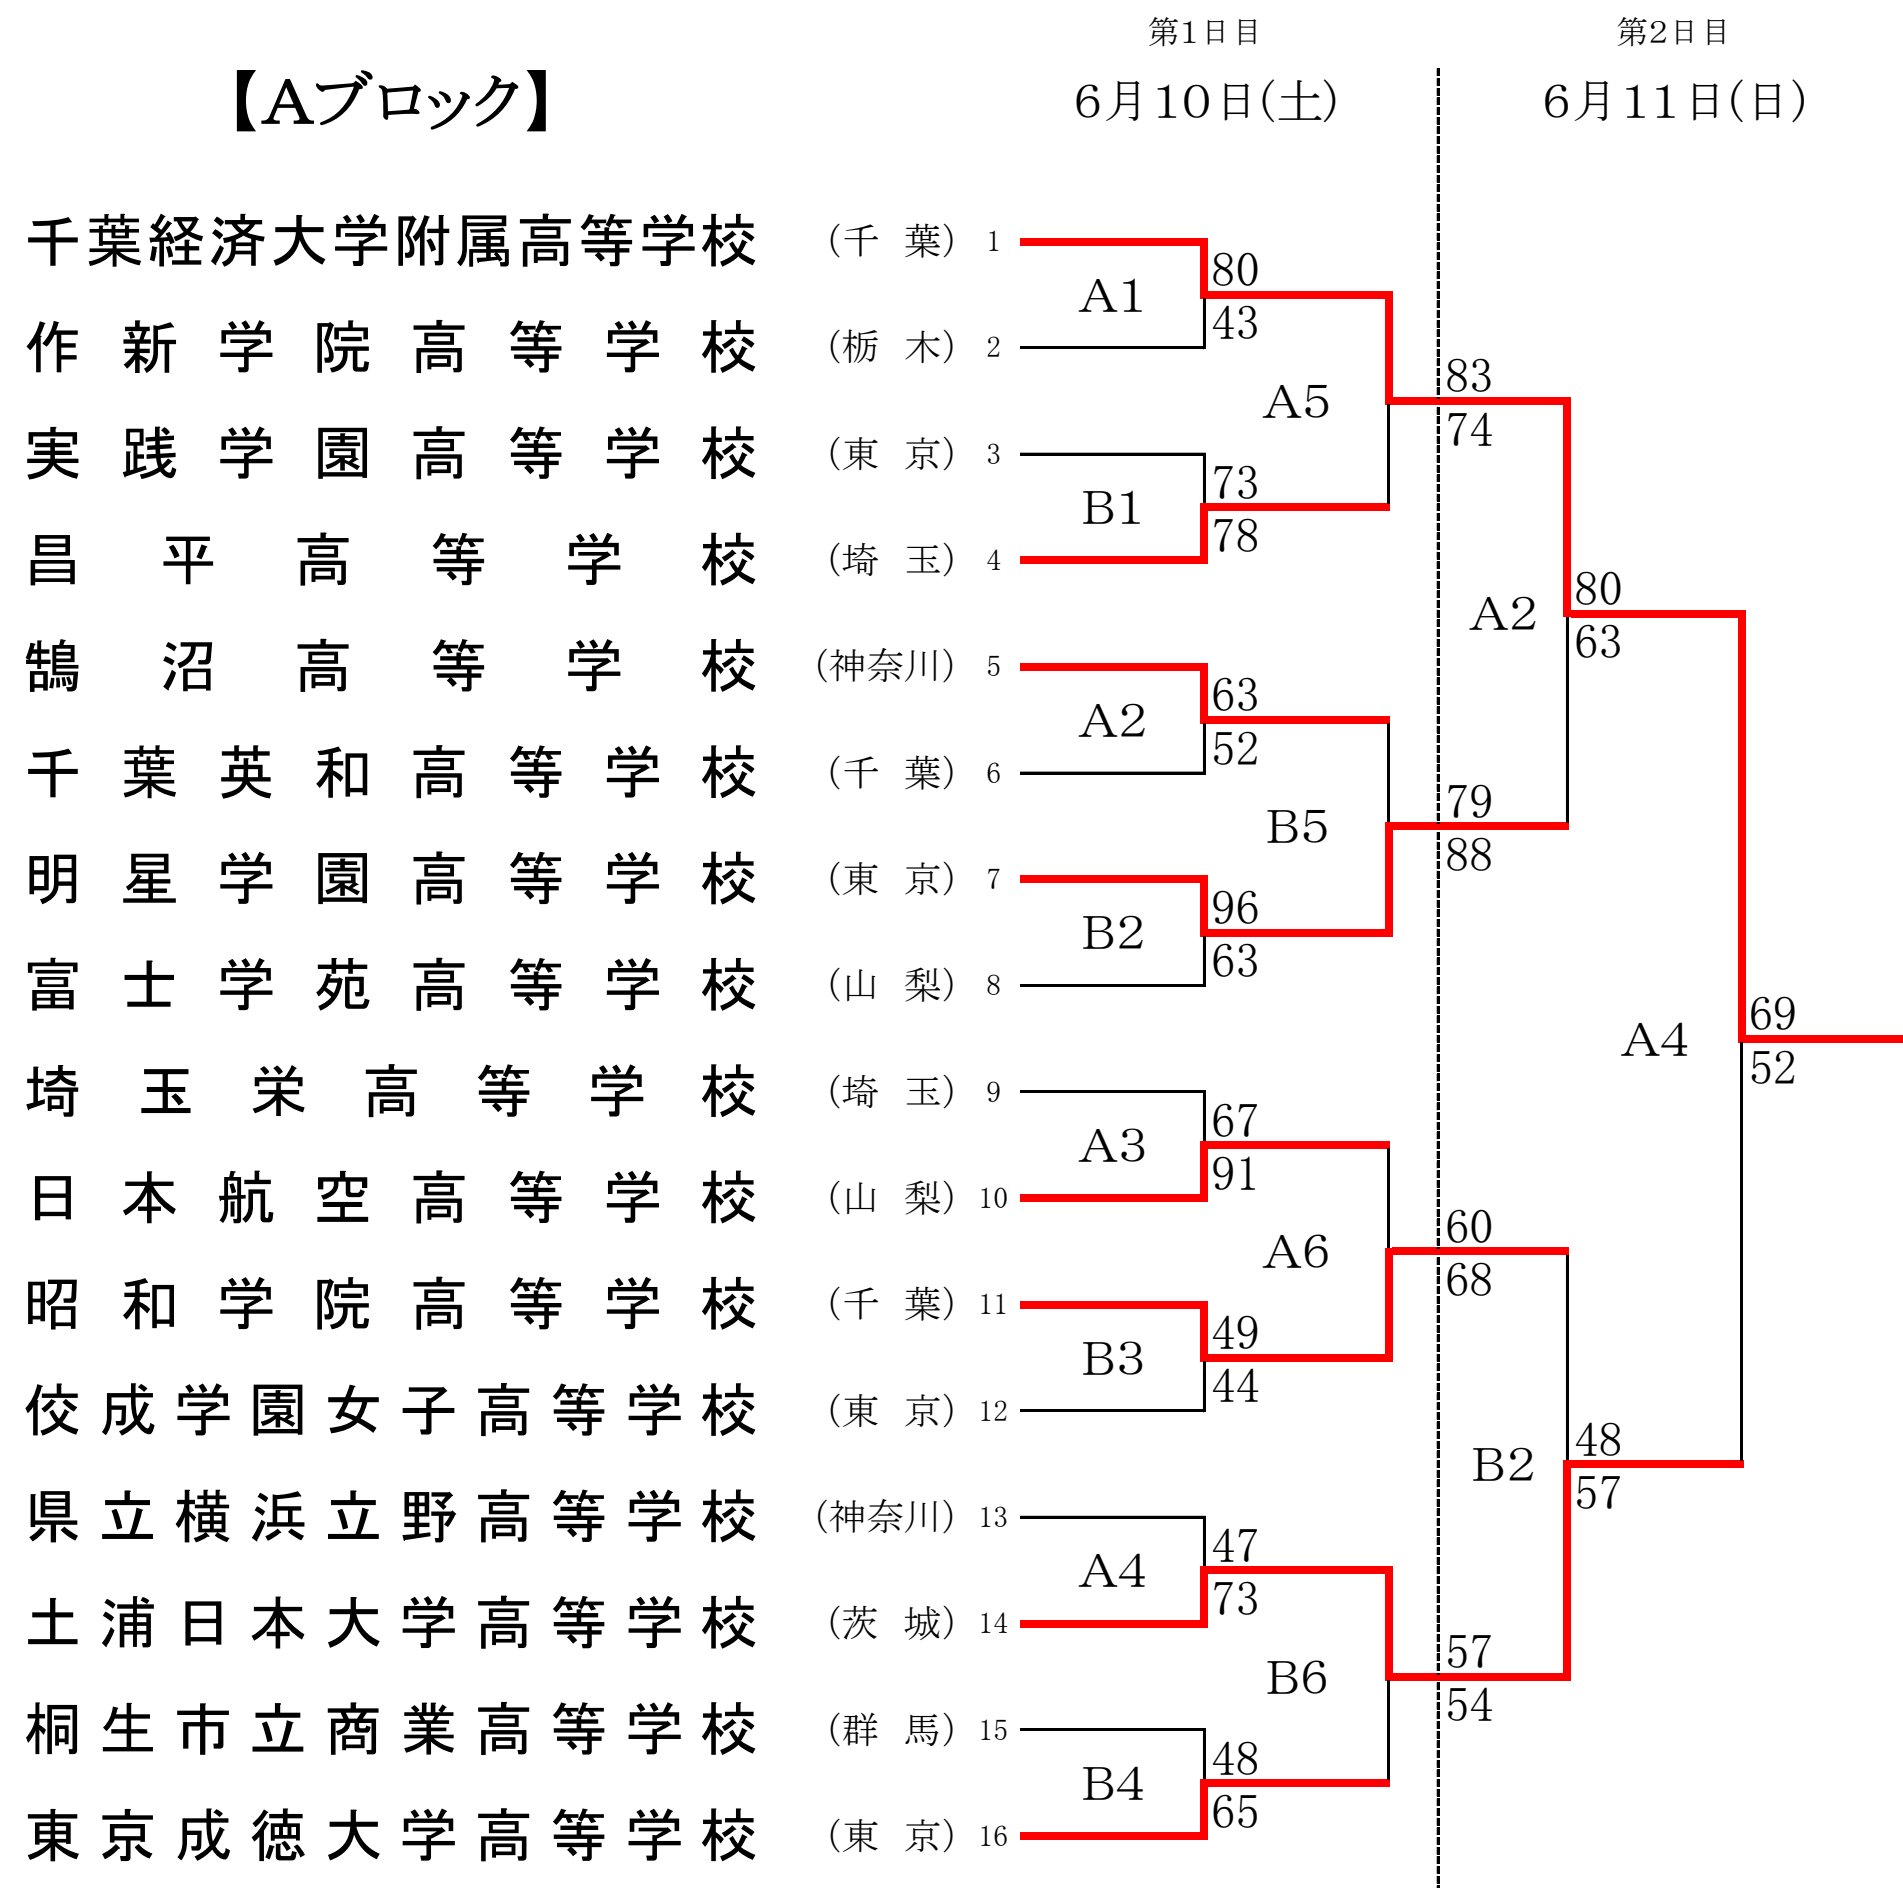 第1日目 第2日目
【Aブロック】 6月10日(土) 6月11日(日)
千葉経済大学附属高等学校 (千葉) 1
80
A1
43
作新学院高等学校 (栃木) 2
83
A5
74
実践学園高等学校 (東京) 3
73
B1
78
昌平高等学校 (埼玉) 4
80
A2
63
鵠沼高等学校 (神奈川) 5
63
A2
52
千葉英和高等学校 (千葉) 6
79
B5
88
明星学園高等学校 (東京) 7
96
B2
63
富士学苑高等学校 (山梨) 8
69
A4
52
埼玉栄高等学校 (埼玉) 9
67
A3
91
日本航空高等学校 (山梨) 10
60
A6
68
昭和学院高等学校 (千葉) 11
49
B3
44
佼成学園女子高等学校 (東京) 12
48
B2
57
県立横浜立野高等学校 (神奈川) 13
47
A4
73
土浦日本大学高等学校 (茨城) 14
57
B6
54
桐生市立商業高等学校 (群馬) 15
48
B4
65
東京成徳大学高等学校 (東京) 16